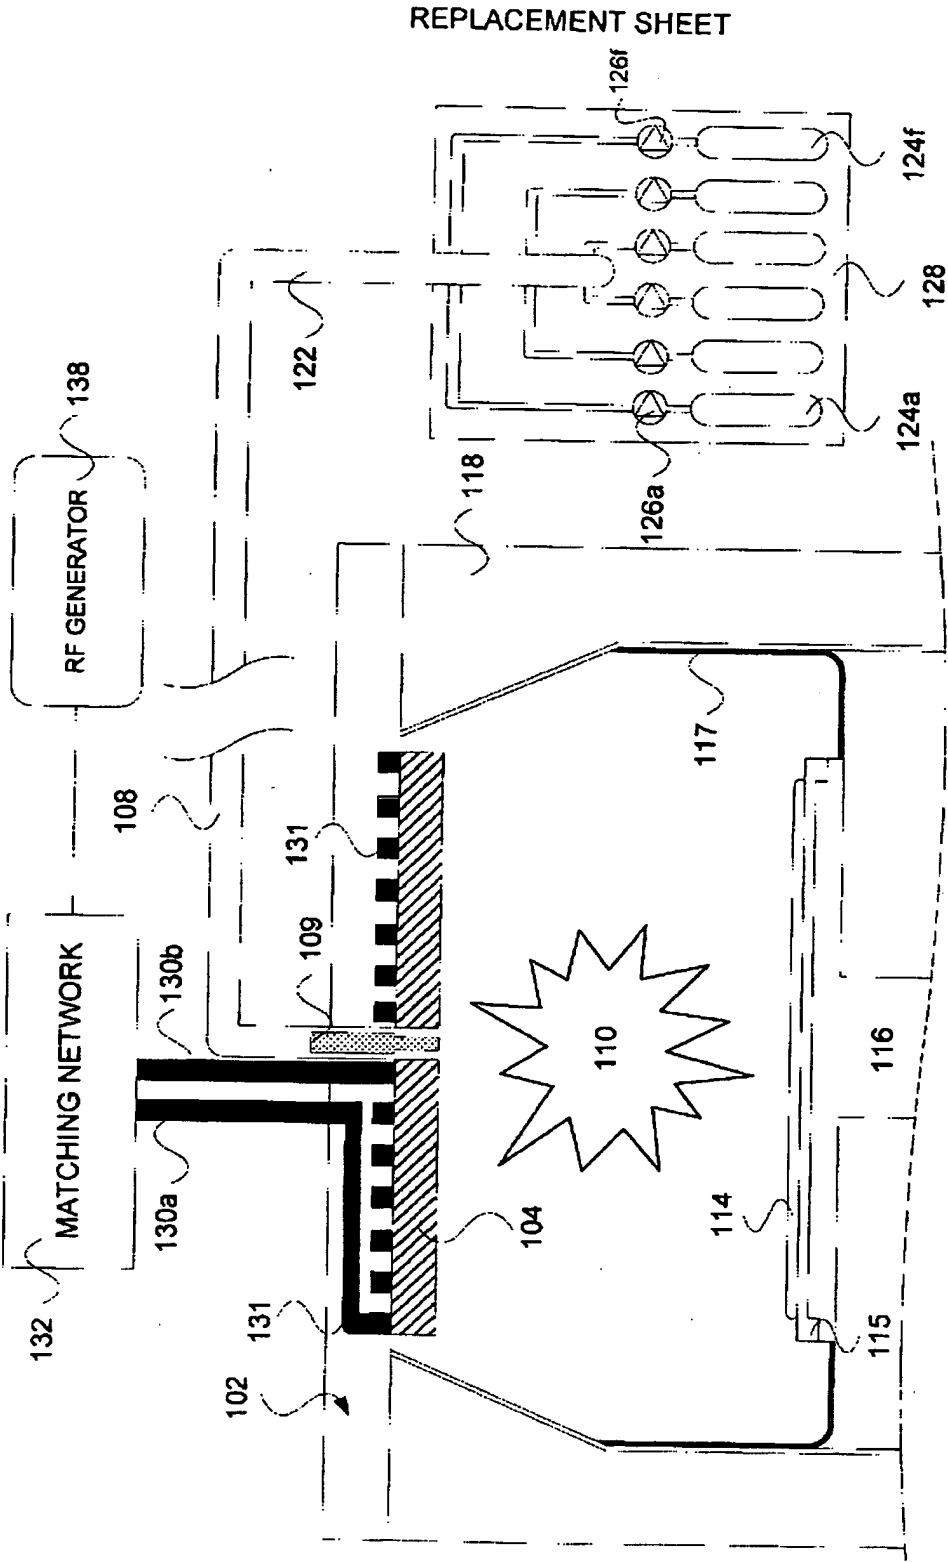 REPLACEMENT SHEET
RF GENERATOR
138
MATCHING NETWORK
132
108
122
126f
124f
128
124a
126a
118
130b
130a
109
131
131
102
104
110
117
114
115
116